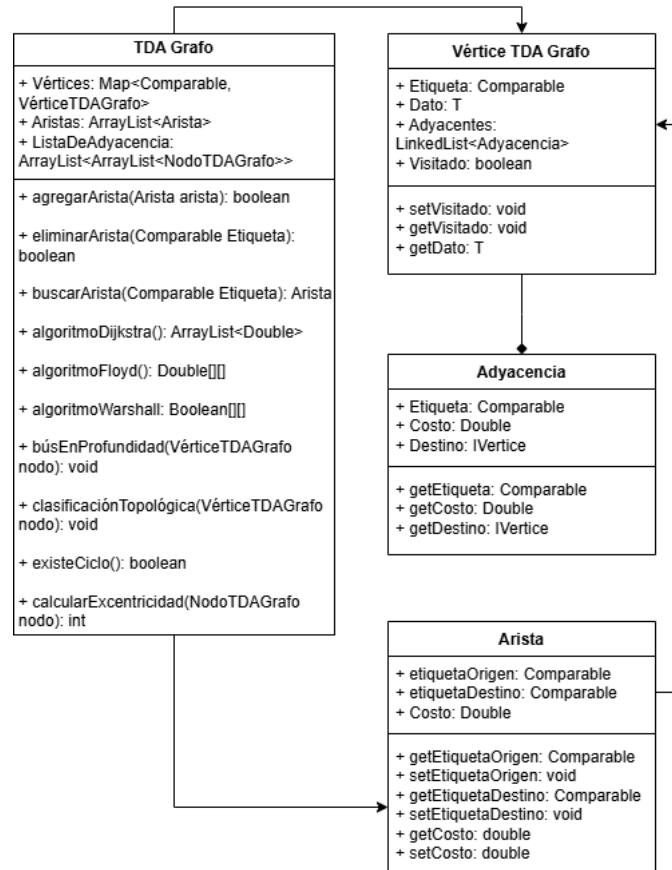 TDA Grafo
+ Vértices: Map<Comparable,
VérticeTDAGrafo>
+ Aristas: ArrayList<Arista>
+ ListaDeAdyacencia:
ArrayList<ArrayList<NodoTDAGrafo>>
+ agregarArista(Arista arista): boolean
+ eliminarArista(Comparable Etiqueta):
boolean
+ buscarArista(Comparable Etiqueta): Arista
+ algoritmoDijkstra(): ArrayList<Double>
+ algoritmoFloyd(): Double[][]
+ algoritmoWarshall: Boolean[][]
+ búsEnProfundidad(VérticeTDAGrafo
nodo): void
+ clasificaciónTopológica(VérticeTDAGrafo
nodo): void
+ existeCiclo(): boolean
+ calcularExcentricidad(NodoTDAGrafo
nodo): int
Vértice TDA Grafo
+ Etiqueta: Comparable
+ Dato: T
+ Adyacentes:
LinkedList<Adyacencia>
+ Visitado: boolean
+ setVisitado: void
+ getVisitado: void
+ getDato: T
Adyacencia
+ Etiqueta: Comparable
+ Costo: Double
+ Destino: IVertice
+ getEtiqueta: Comparable
+ getCosto: Double
+ getDestino: IVertice
Arista
+ etiquetaOrigen: Comparable
+ etiquetaDestino: Comparable
+ Costo: Double
+ getEtiquetaOrigen: Comparable
+ setEtiquetaOrigen: void
+ getEtiquetaDestino: Comparable
+ setEtiquetaDestino: void
+ getCosto: double
+ setCosto: double